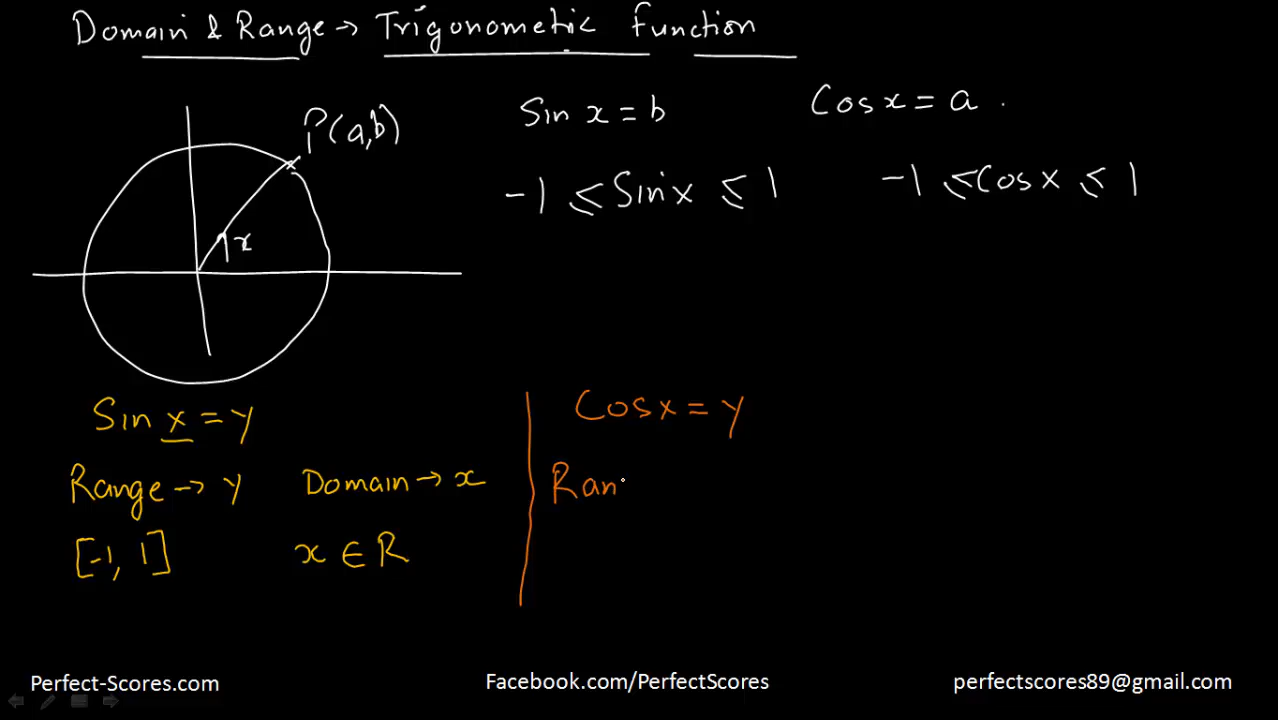 Domain & Range → Trigonometic Function
P(a,b)
x
Sin x = b
Cos x = a
-1 ≤ Sin x ≤ 1
-1 ≤ Cos x ≤ 1
Sin x = y
Range → y Domain → x
[-1, 1] x ∈ R
Cos x = y
Ran
Perfect-Scores.com
Facebook.com/PerfectScores
perfectscores89@gmail.com